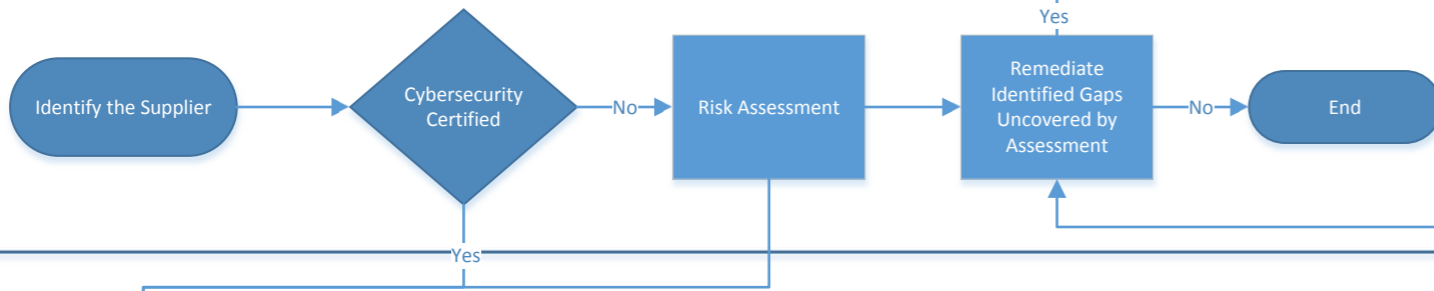 Yes
Identify the Supplier
Cybersecurity
Certified
No
Risk Assessment
Remediate
Identified Gaps
Uncovered by
Assessment
No
End
Yes